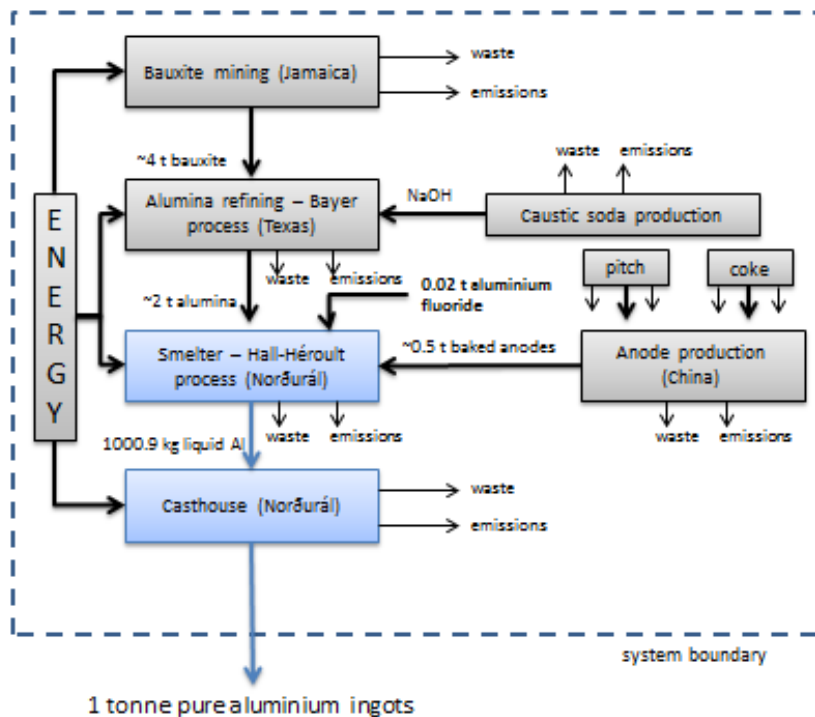 Bauxite mining (Jamaica)
waste
emissions
~4 t bauxite
waste
emissions
ENERGY
Alumina refining – Bayer
process (Texas)
NaOH
Caustic soda production
waste
emissions
~2 t alumina
0.02 t aluminium
fluoride
pitch
coke
Smelter – Hall-Héroult
process (Norðurál)
~0.5 t baked anodes
Anode production
(China)
waste
emissions
waste
emissions
1000.9 kg liquid Al
Casthouse (Norðurál)
waste
emissions
system boundary
1 tonne pure aluminium ingots